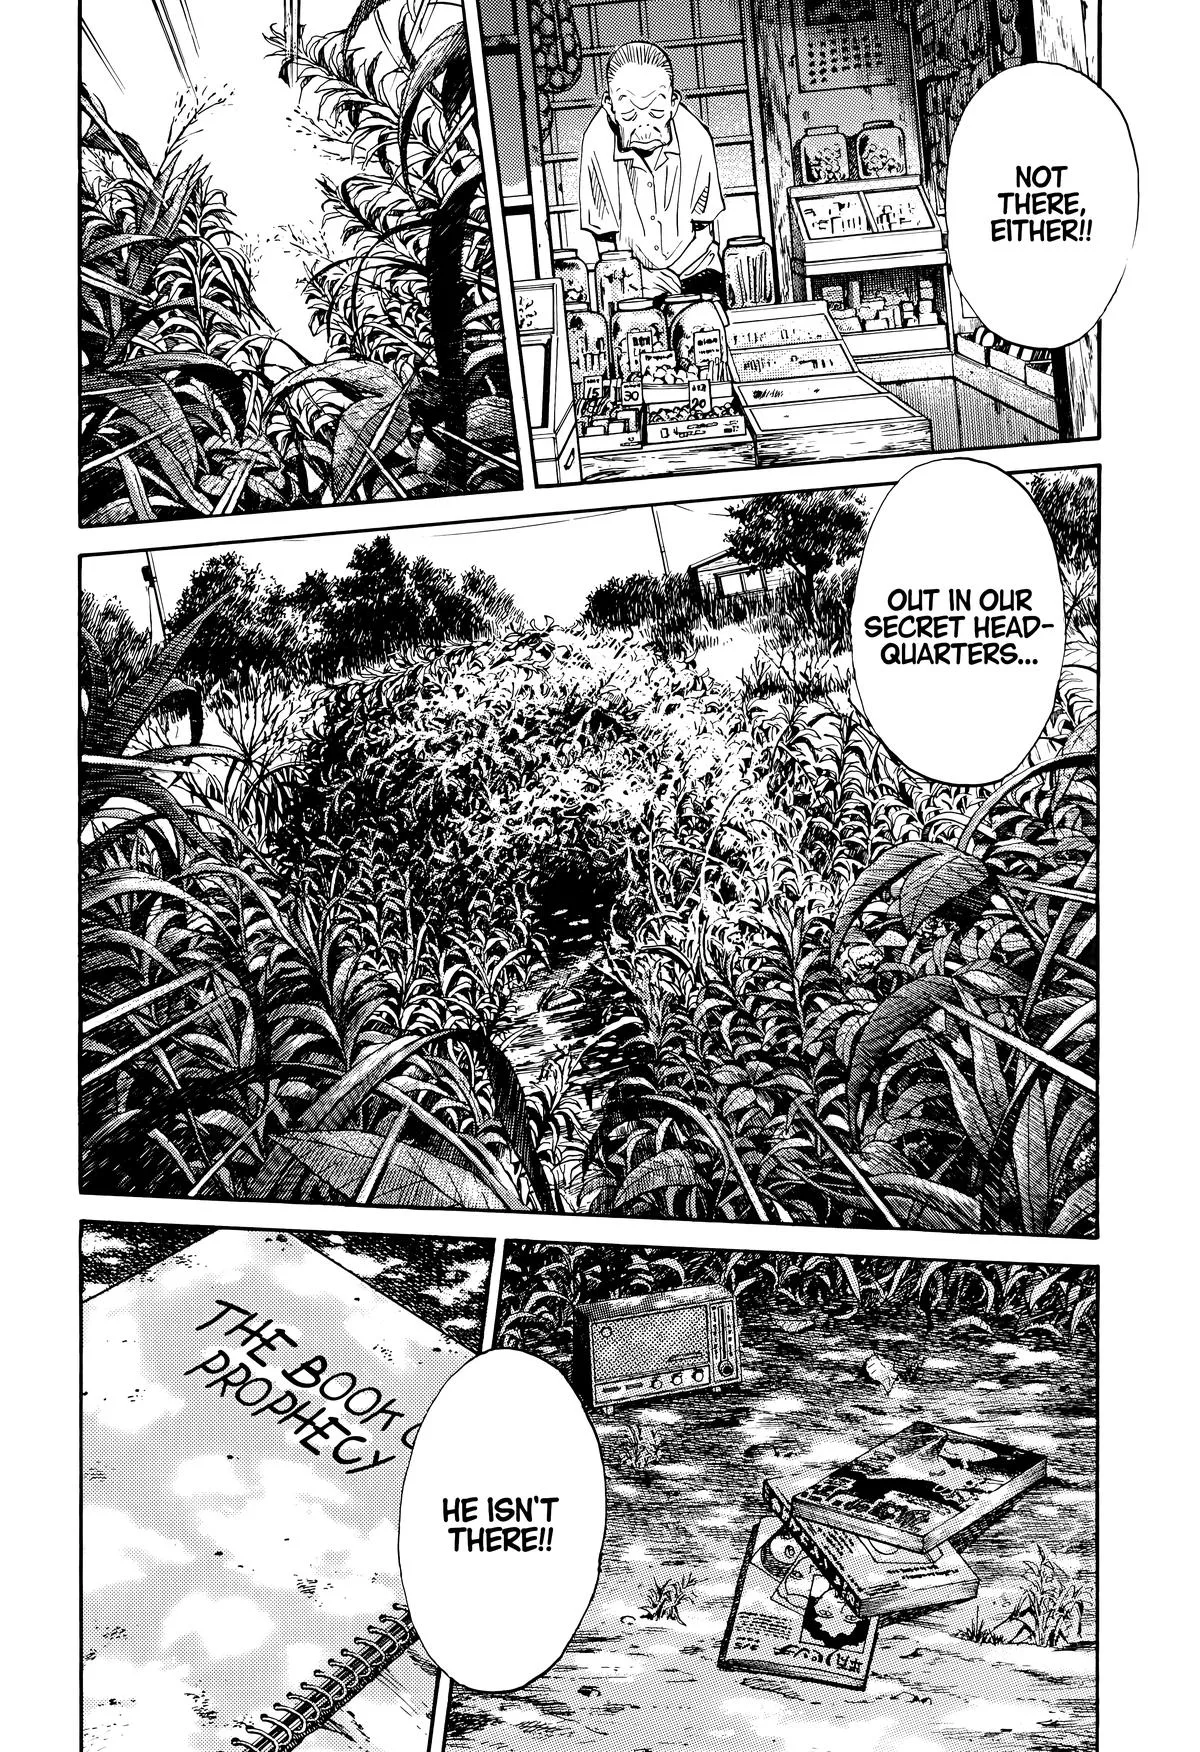 NOT
THERE,
EITHER!!
15
30
20
OUT IN OUR
SECRET HEAD-
QUARTERS...
THE BOOK
PROPHECY
HE ISN'T
THERE!!